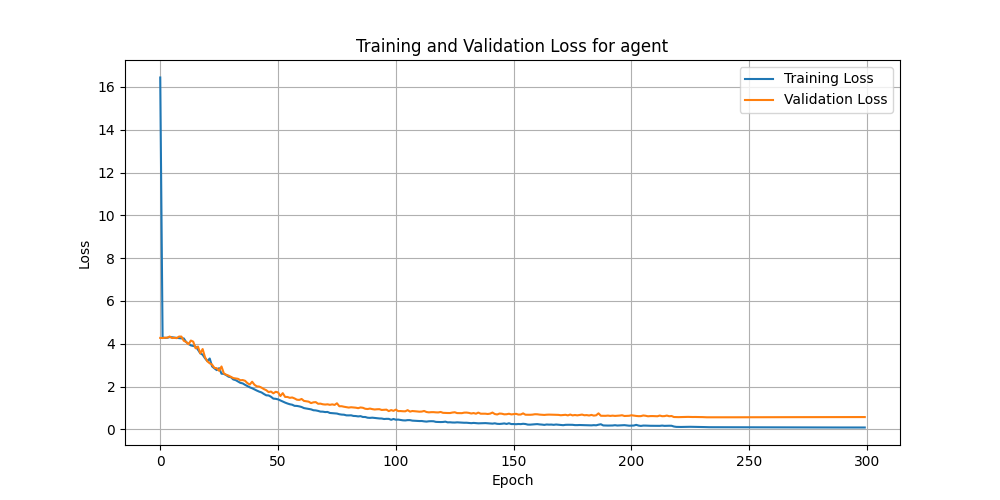 Training and Validation Loss for agent
Training Loss
Validation Loss
Loss
16
14
12
10
8
6
4
2
0
0 50 100 150 200 250 300
Epoch